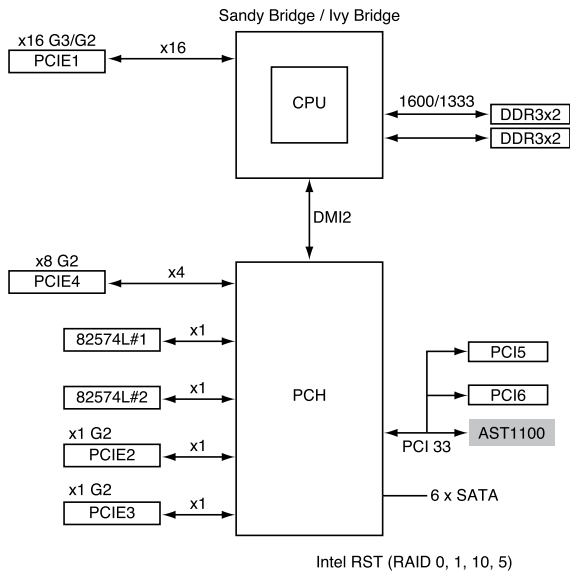 Sandy Bridge / Ivy Bridge
x16 G3/G2
PCIE1
x16
CPU
1600/1333
DDR3x2
DDR3x2
DMI2
x8 G2
PCIE4
x4
82574L#1
x1
82574L#2
x1
x1 G2
PCIE2
x1
x1 G2
PCIE3
x1
PCH
PCI5
PCI6
AST1100
PCI 33
6 x SATA
Intel RST (RAID 0, 1, 10, 5)